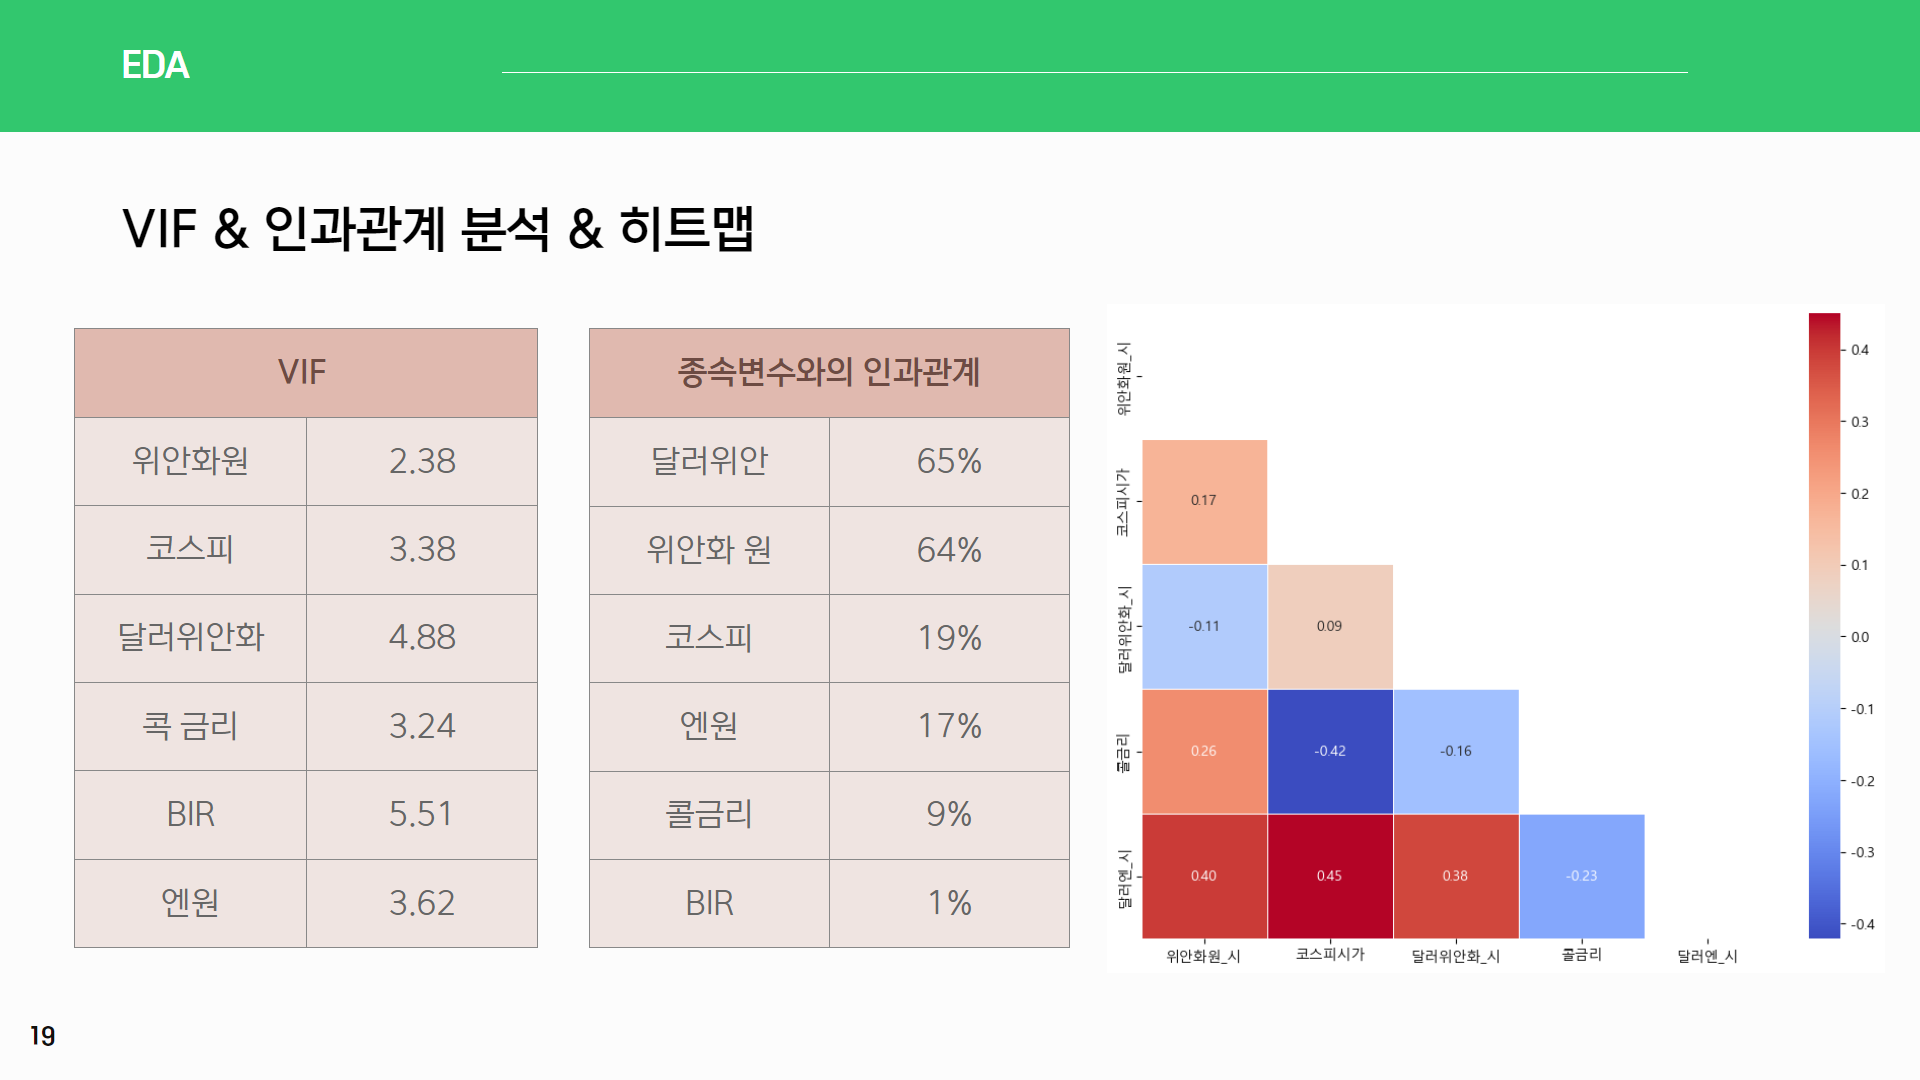 EDA
VIF & 인과관계 분석 & 히트맵
VIF
위안화원 2.38
코스피 3.38
달러위안화 4.88
콕 금리 3.24
BIR 5.51
엔원 3.62
종속변수와의 인과관계
달러위안 65%
위안화 원 64%
코스피 19%
엔원 17%
콜금리 9%
BIR 1%
위안화원_시
코스피시가 0.17
달러위안화_시 -0.11 0.09
콜금리 0.26 -0.42 -0.16
달러엔_시 0.40 0.45 0.38 -0.23
위안화원_시 코스피시가 달러위안화_시 콜금리 달러엔_시
0.4
0.3
0.2
0.1
0.0
-0.1
-0.2
-0.3
-0.4
19